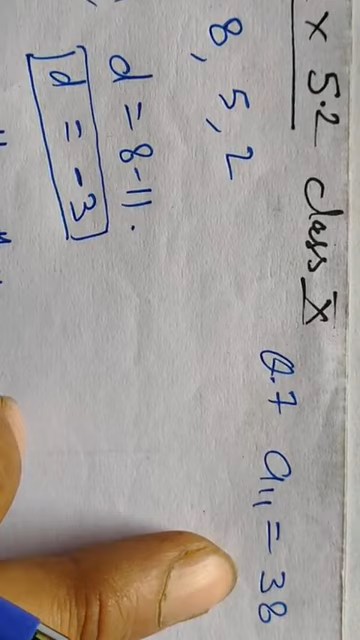 x 5.2 class X
8, 5, 2
d = 8-11.
d = -3
Q.7 a₁₁ = 38